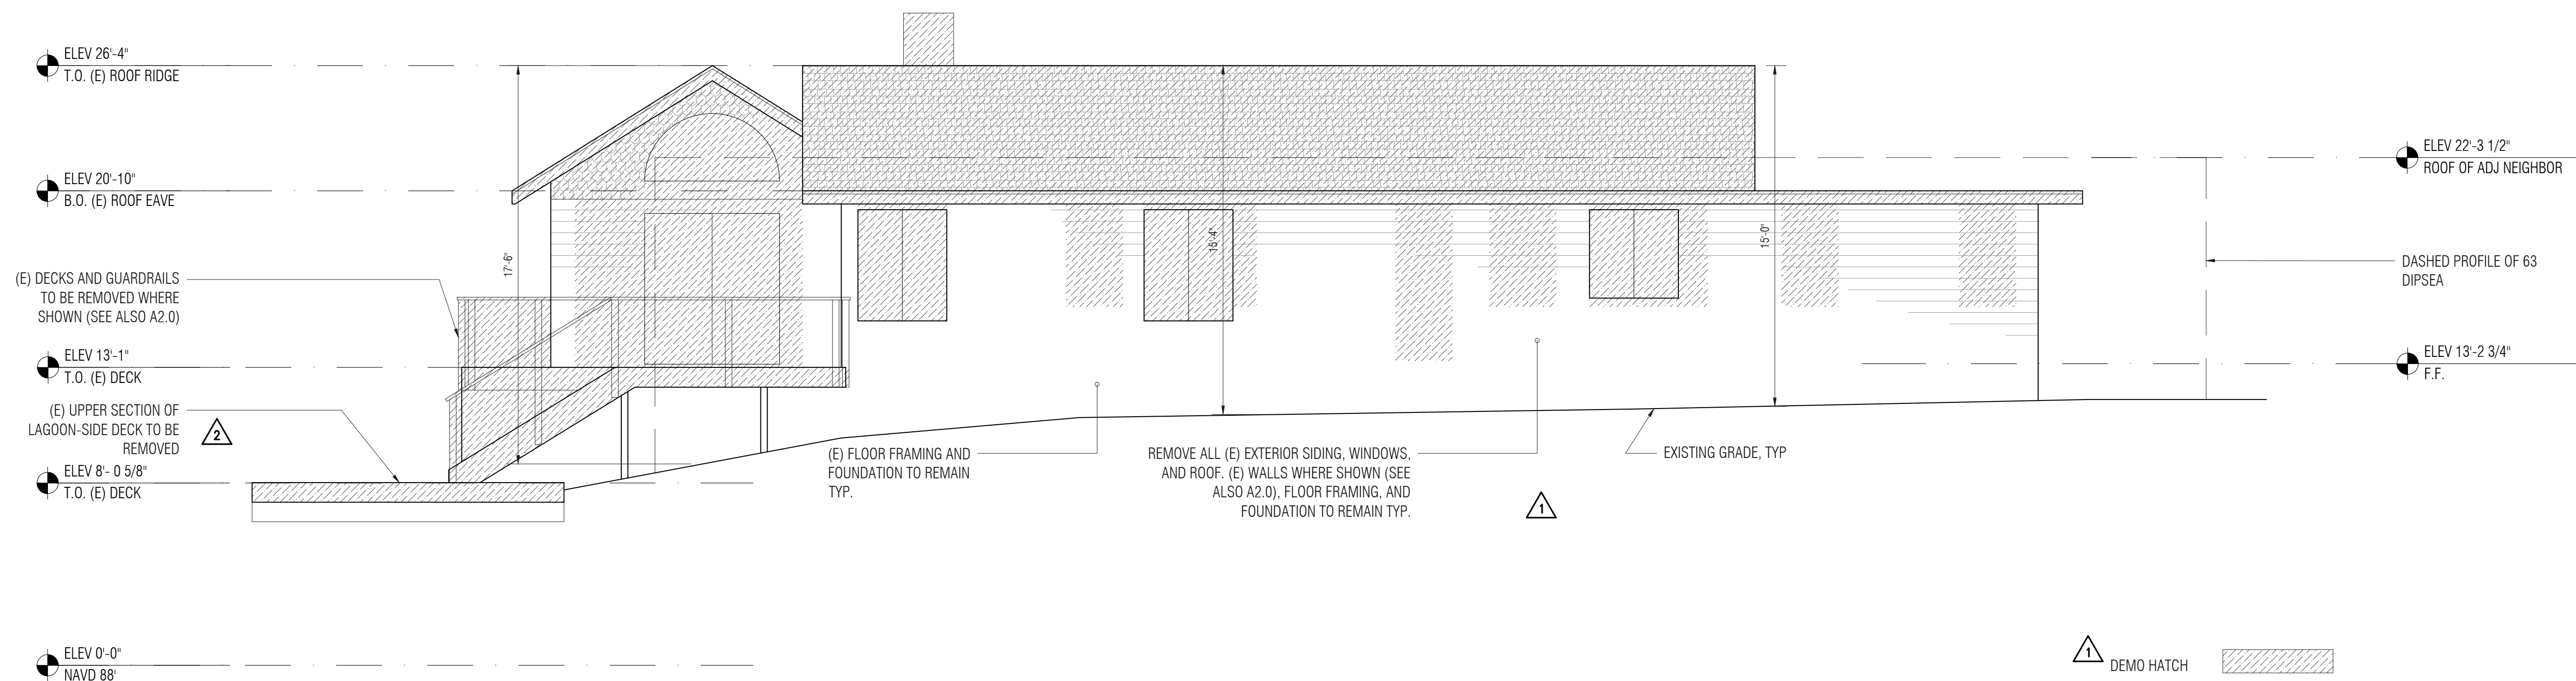 ELEV 26'-4"
T.O. (E) ROOF RIDGE
ELEV 20'-10"
B.O. (E) ROOF EAVE
(E) DECKS AND GUARDRAILS
TO BE REMOVED WHERE
SHOWN (SEE ALSO A2.0)
ELEV 13'-1"
T.O. (E) DECK
(E) UPPER SECTION OF
LAGOON-SIDE DECK TO BE
REMOVED
2
ELEV 8'- 0 5/8"
T.O. (E) DECK
ELEV 0'-0"
NAVD 88'
17'-6"
15'-4"
15'-0"
(E) FLOOR FRAMING AND
FOUNDATION TO REMAIN
TYP.
REMOVE ALL (E) EXTERIOR SIDING, WINDOWS,
AND ROOF. (E) WALLS WHERE SHOWN (SEE
ALSO A2.0), FLOOR FRAMING, AND
FOUNDATION TO REMAIN TYP.
1
EXISTING GRADE, TYP
ELEV 22'-3 1/2"
ROOF OF ADJ NEIGHBOR
DASHED PROFILE OF 63
DIPSEA
ELEV 13'-2 3/4"
F.F.
1
DEMO HATCH